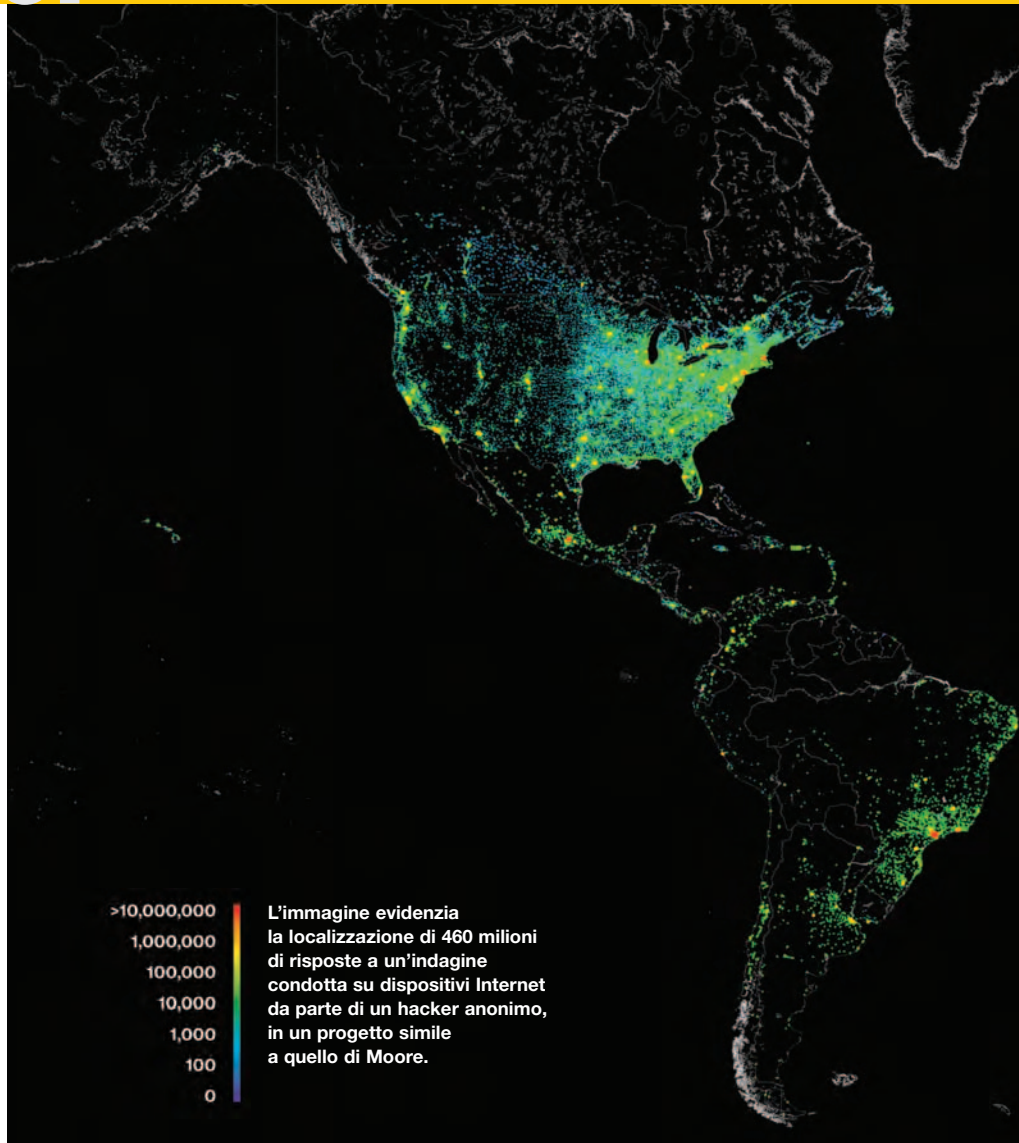 >10,000,000
1,000,000
100,000
10,000
1,000
100
0
L'immagine evidenzia
la localizzazione di 460 milioni
di risposte a un'indagine
condotta su dispositivi Internet
da parte di un hacker anonimo,
in un progetto simile
a quello di Moore.